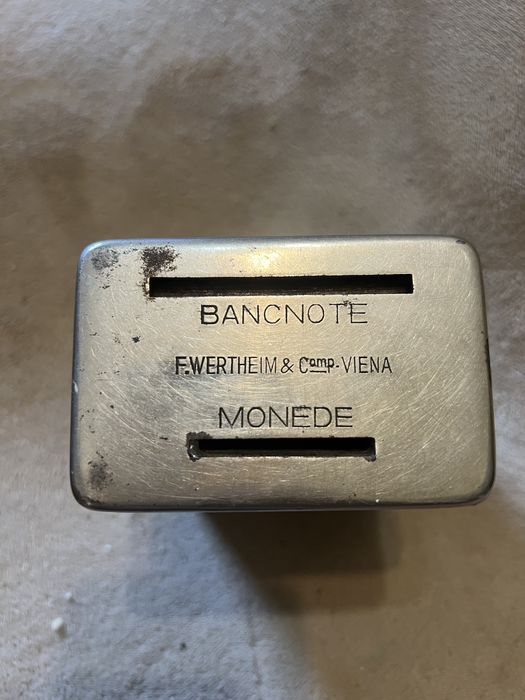 BANCNOTE
F.WERTHEIM & Comp.-VIENA
MONEDE